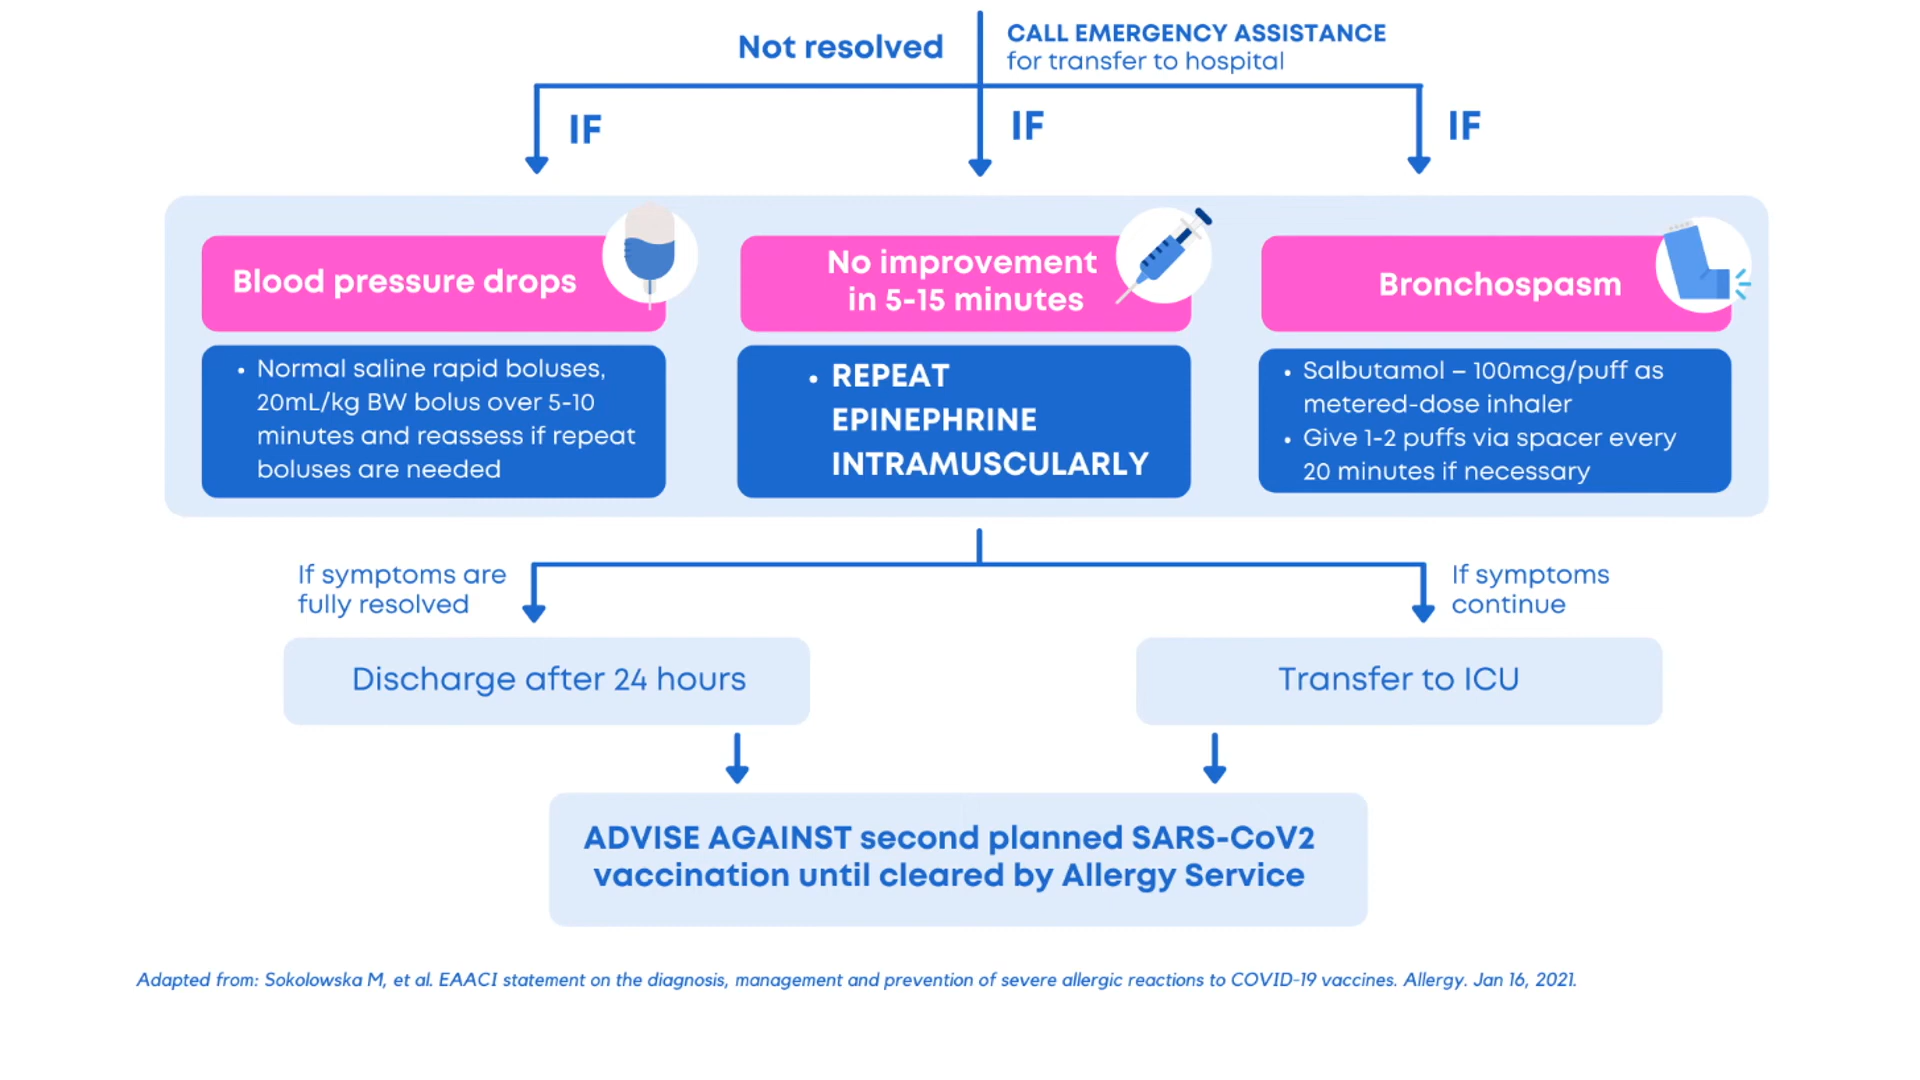 Not resolved
CALL EMERGENCY ASSISTANCE
for transfer to hospital
IF
IF
IF
Blood pressure drops
• Normal saline rapid boluses,
20mL/kg BW bolus over 5-10
minutes and reassess if repeat
boluses are needed
No improvement
in 5-15 minutes
• REPEAT
EPINEPHRINE
INTRAMUSCULARLY
Bronchospasm
• Salbutamol – 100mcg/puff as
metered-dose inhaler
• Give 1-2 puffs via spacer every
20 minutes if necessary
If symptoms are
fully resolved
If symptoms
continue
Discharge after 24 hours
Transfer to ICU
ADVISE AGAINST second planned SARS-CoV2
vaccination until cleared by Allergy Service
Adapted from: Sokolowska M, et al. EAACI statement on the diagnosis, management and prevention of severe allergic reactions to COVID-19 vaccines. Allergy. Jan 16, 2021.